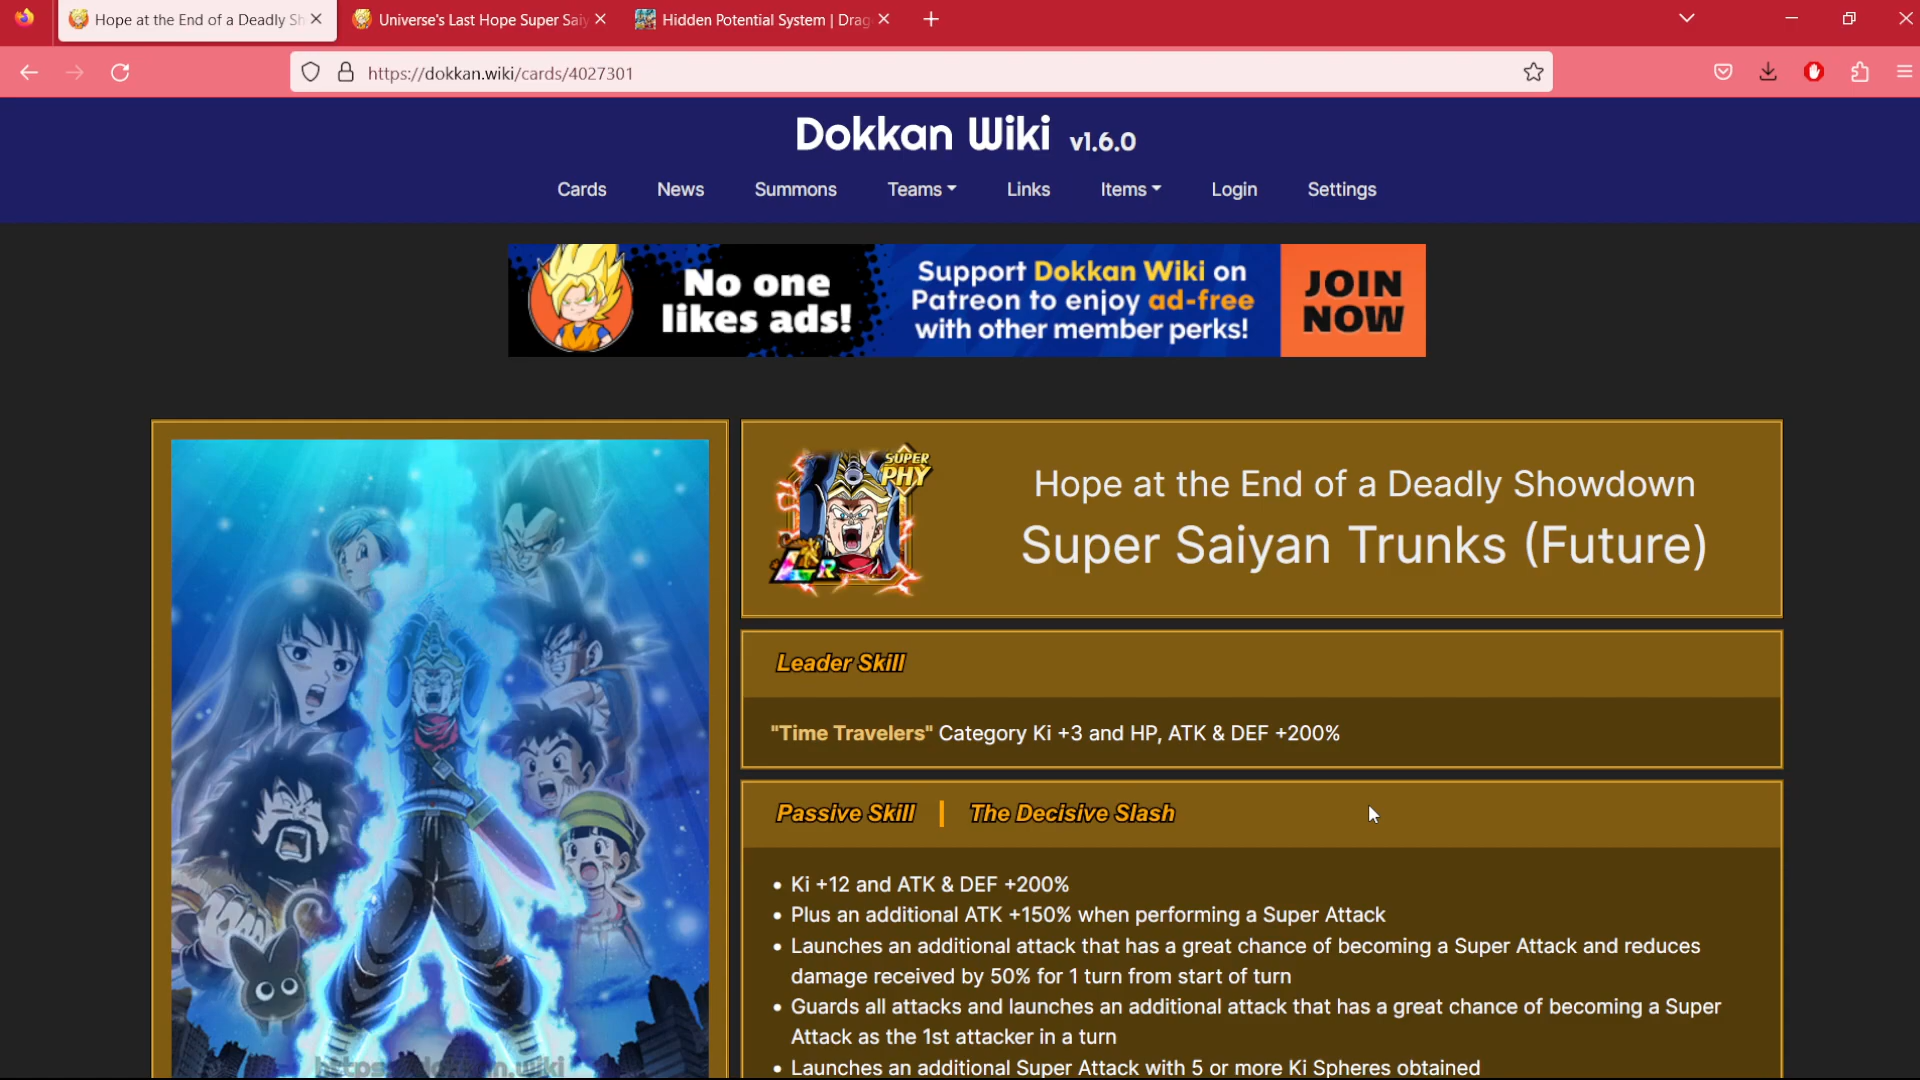 Hope at the End of a Deadly Sh
Universe's Last Hope Super Saiy
Hidden Potential System | Drag
https://dokkan.wiki/cards/4027301
Dokkan Wiki v1.6.0
Cards
News
Summons
Teams
Links
Items
Login
Settings
No one
likes ads!
Support Dokkan Wiki on
Patreon to enjoy ad-free
with other member perks!
JOIN
NOW
SUPER
PHY
LR
Hope at the End of a Deadly Showdown
Super Saiyan Trunks (Future)
Leader Skill
"Time Travelers" Category Ki +3 and HP, ATK & DEF +200%
Passive Skill | The Decisive Slash
• Ki +12 and ATK & DEF +200%
• Plus an additional ATK +150% when performing a Super Attack
• Launches an additional attack that has a great chance of becoming a Super Attack and reduces
damage received by 50% for 1 turn from start of turn
• Guards all attacks and launches an additional attack that has a great chance of becoming a Super
Attack as the 1st attacker in a turn
• Launches an additional Super Attack with 5 or more Ki Spheres obtained
https://dokkan.wiki